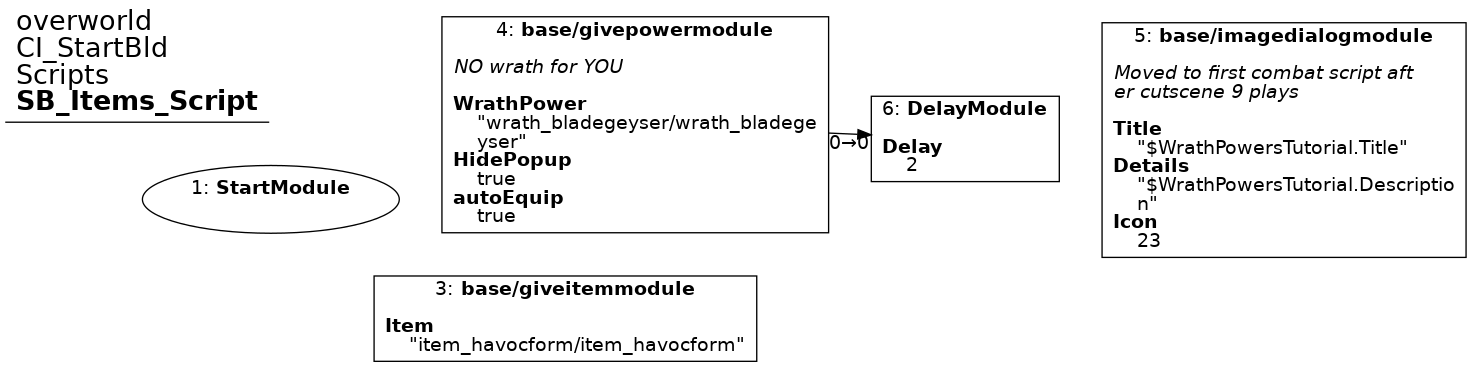 overworld
CI_StartBld
Scripts
SB_Items_Script
1: StartModule
4: base/givepowermodule
NO wrath for YOU
WrathPower
"wrath_bladegeyser/wrath_bladege
yser"
HidePopup
true
autoEquip
true
0→0
6: DelayModule
Delay
2
5: base/imagedialogmodule
Moved to first combat script aft
er cutscene 9 plays
Title
"$WrathPowersTutorial.Title"
Details
"$WrathPowersTutorial.Descriptio
n"
Icon
23
3: base/giveitemmodule
Item
"item_havocform/item_havocform"